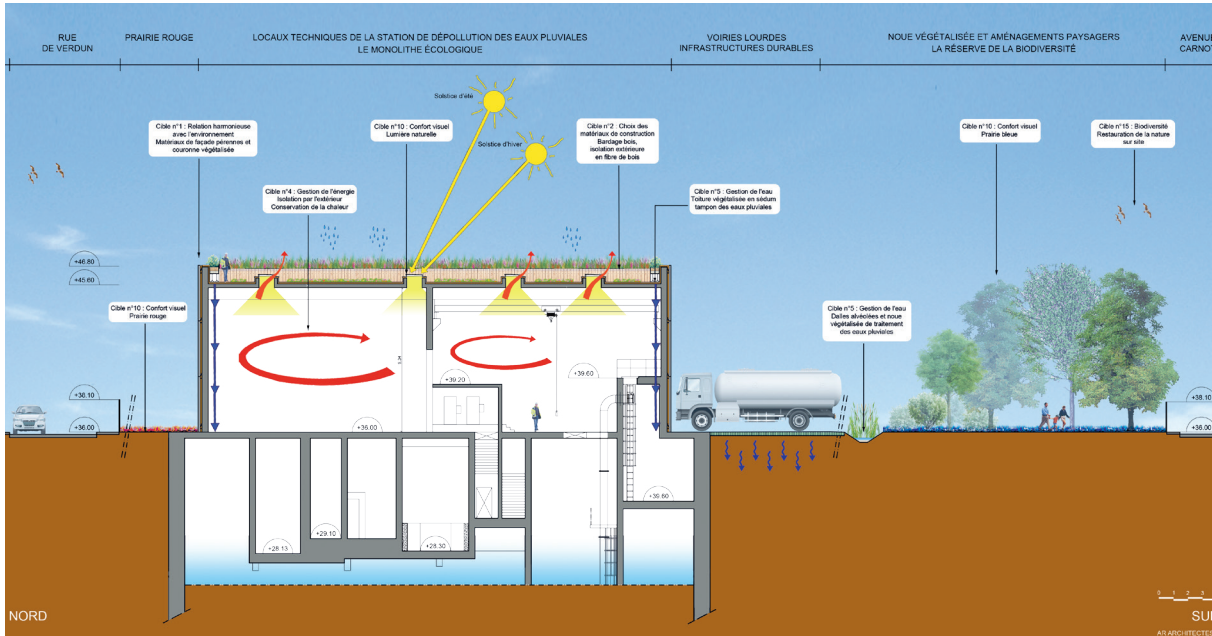 RUE
DE VERDUN
PRAIRIE ROUGE
LOCAUX TECHNIQUES DE LA STATION DE DÉPOLLUTION DES EAUX PLUVIALES
LE MONOLITHE ÉCOLOGIQUE
VOIRIES LOURDES
INFRASTRUCTURES DURABLES
NOUE VÉGÉTALISÉE ET AMÉNAGEMENTS PAYSAGERS
LA RÉSERVE DE LA BIODIVERSITÉ
AVENUE
CARNOT
Solstice d'été
Solstice d'hiver
Cible n°1 : Relation harmonieuse
avec l'environnement
Matériaux de façade pérennes et
couronne végétalisée
Cible n°10 : Confort visuel
Lumière naturelle
Cible n°2 : Choix des
matériaux de construction
Bardage bois,
isolation extérieure
en fibre de bois
Cible n°10 : Confort visuel
Prairie bleue
Cible n°15 : Biodiversité
Restauration de la nature
sur site
Cible n°4 : Gestion de l'énergie
Isolation par l'extérieur
Conservation de la chaleur
Cible n°5 : Gestion de l'eau
Toiture végétalisée en sédum
tampon des eaux pluviales
+46.80
+45.60
Cible n°10 : Confort visuel
Prairie rouge
Cible n°5 : Gestion de l'eau
Dalles alvéolées et noue
végétalisée de traitement
des eaux pluviales
+39.20
+39.60
+38.10
+38.10
+36.00
+36.00
+36.00
+39.60
+29.10
+28.13
+28.30
0 1 2 3
NORD
SU
AR ARCHITECTES